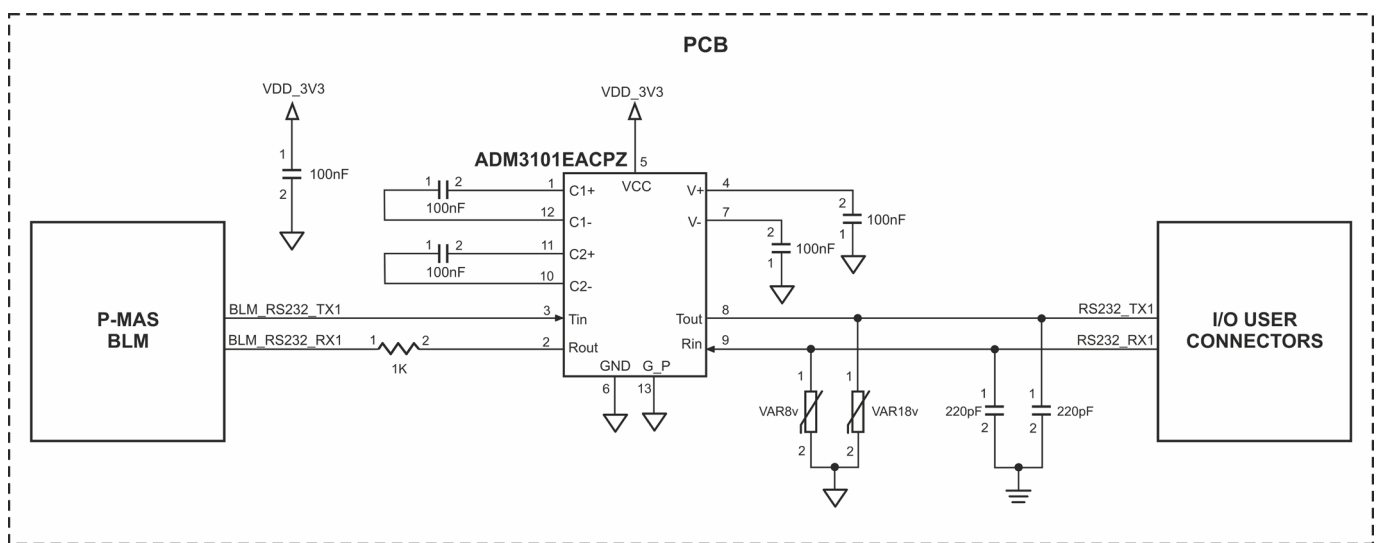 PCB
VDD_3V3
1
100nF
2
VDD_3V3
ADM3101EACPZ
5
VCC
1 2
100nF
1
C1+
12
C1-
1 2
100nF
11
C2+
10
C2-
V+
4
V-
7
2
100nF
1
2
100nF
1
P-MAS
BLM
BLM_RS232_TX1
3
Tin
BLM_RS232_RX1
1 2
1K
2
Rout
Tout
8
RS232_TX1
Rin
9
RS232_RX1
I/O USER
CONNECTORS
GND
6
G_P
13
1
VAR8v
2
1
VAR18v
2
1
220pF
2
1
220pF
2